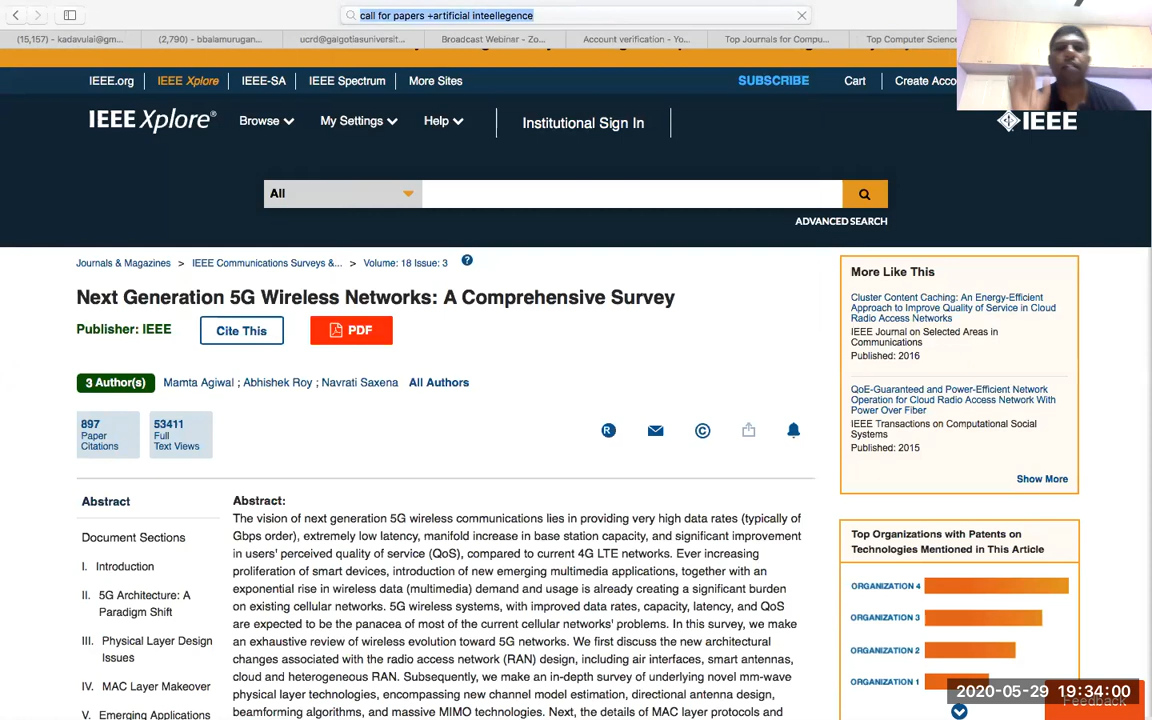 call for papers +artificial inteellegence
(15,157) - kadavulai@gm...
(2,790) - bbalamurugan...
ucrd@galgotiasuniversit...
Broadcast Webinar - Yo...
Account verification - Yo...
Top Journals for Compu...
Top Computer Science
IEEE.org
IEEE Xplore
IEEE-SA
IEEE Spectrum
More Sites
SUBSCRIBE
Cart
Create Acco
IEEE Xplore®
Browse
My Settings
Help
Institutional Sign In
IEEE
All
ADVANCED SEARCH
Journals & Magazines > IEEE Communications Surveys &... > Volume: 18 Issue: 3 ?
Next Generation 5G Wireless Networks: A Comprehensive Survey
Publisher: IEEE
Cite This
PDF
3 Author(s)
Mamta Agiwal ; Abhishek Roy ; Navrati Saxena
All Authors
897
Paper
Citations
53411
Full
Text Views
R
©
Abstract
Document Sections
I. Introduction
II. 5G Architecture: A
Paradigm Shift
III. Physical Layer Design
Issues
IV. MAC Layer Makeover
V. Emerging Applications
Abstract:
The vision of next generation 5G wireless communications lies in providing very high data rates (typically of
Gbps order), extremely low latency, manifold increase in base station capacity, and significant improvement
in users' perceived quality of service (QoS), compared to current 4G LTE networks. Ever increasing
proliferation of smart devices, introduction of new emerging multimedia applications, together with an
exponential rise in wireless data (multimedia) demand and usage is already creating a significant burden
on existing cellular networks. 5G wireless systems, with improved data rates, capacity, latency, and QoS
are expected to be the panacea of most of the current cellular networks' problems. In this survey, we make
an exhaustive review of wireless evolution toward 5G networks. We first discuss the new architectural
changes associated with the radio access network (RAN) design, including air interfaces, smart antennas,
cloud and heterogeneous RAN. Subsequently, we make an in-depth survey of underlying novel mm-wave
physical layer technologies, encompassing new channel model estimation, directional antenna design,
beamforming algorithms, and massive MIMO technologies. Next, the details of MAC layer protocols and
More Like This
Cluster Content Caching: An Energy-Efficient
Approach to Improve Quality of Service in Cloud
Radio Access Networks
IEEE Journal on Selected Areas in
Communications
Published: 2016
QoE-Guaranteed and Power-Efficient Network
Operation for Cloud Radio Access Network With
Power Over Fiber
IEEE Transactions on Computational Social
Systems
Published: 2015
Show More
Top Organizations with Patents on
Technologies Mentioned in This Article
ORGANIZATION 4
ORGANIZATION 3
ORGANIZATION 2
ORGANIZATION 1
2020-05-29 19:34:00
Feedback